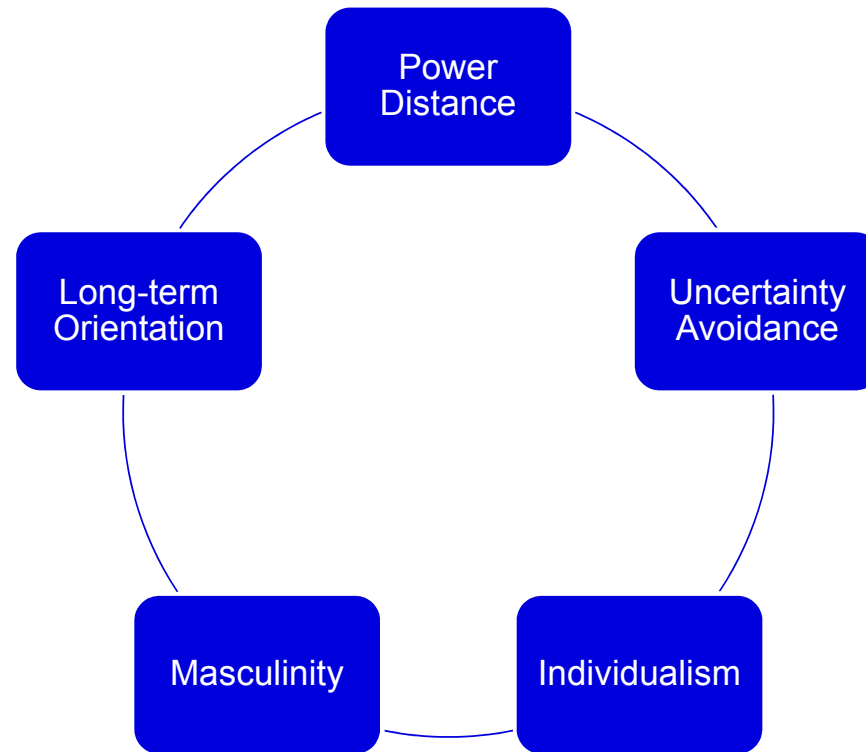 Power
Distance
Uncertainty
Avoidance
Individualism
Masculinity
Long-term
Orientation